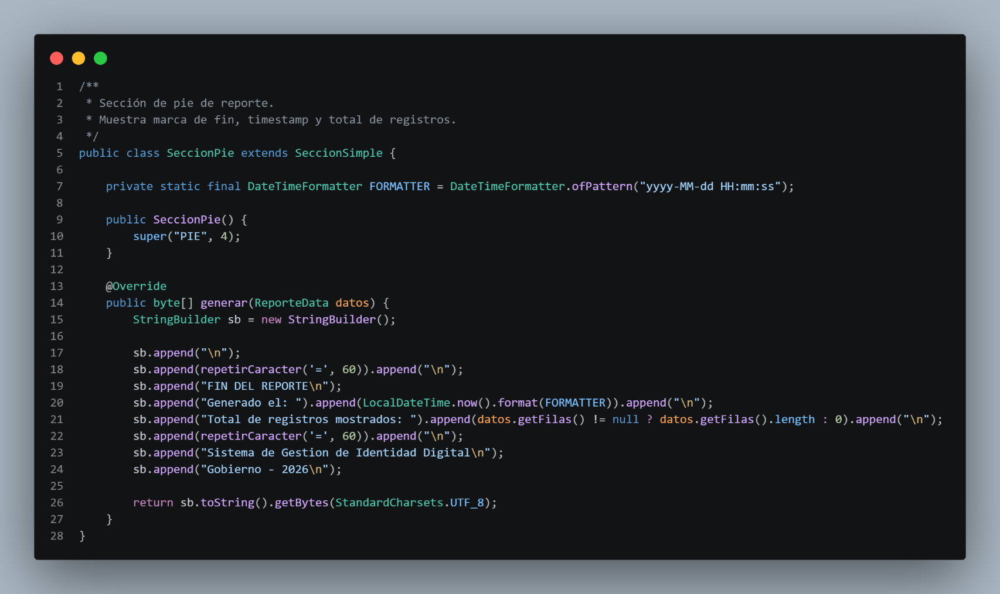 1 /**
2  * Sección de pie de reporte.
3  * Muestra marca de fin, timestamp y total de registros.
4  */
5 public class SeccionPie extends SeccionSimple {
6
7     private static final DateTimeFormatter FORMATTER = DateTimeFormatter.ofPattern("yyyy-MM-dd HH:mm:ss");
8
9     public SeccionPie() {
10         super("PIE", 4);
11     }
12
13     @Override
14     public byte[] generar(ReporteData datos) {
15         StringBuilder sb = new StringBuilder();
16
17         sb.append("\n");
18         sb.append(repetirCaracter('=', 60)).append("\n");
19         sb.append("FIN DEL REPORTE\n");
20         sb.append("Generado el: ").append(LocalDateTime.now().format(FORMATTER)).append("\n");
21         sb.append("Total de registros mostrados: ").append(datos.getFilas() != null ? datos.getFilas().length : 0).append("\n");
22         sb.append(repetirCaracter('=', 60)).append("\n");
23         sb.append("Sistema de Gestion de Identidad Digital\n");
24         sb.append("Gobierno - 2026\n");
25
26         return sb.toString().getBytes(StandardCharsets.UTF_8);
27     }
28 }